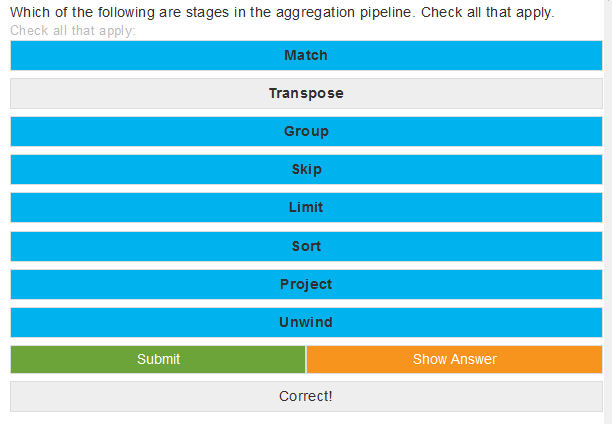 Which of the following are stages in the aggregation pipeline. Check all that apply.
Check all that apply:
Match
Transpose
Group
Skip
Limit
Sort
Project
Unwind
Submit
Show Answer
Correct!